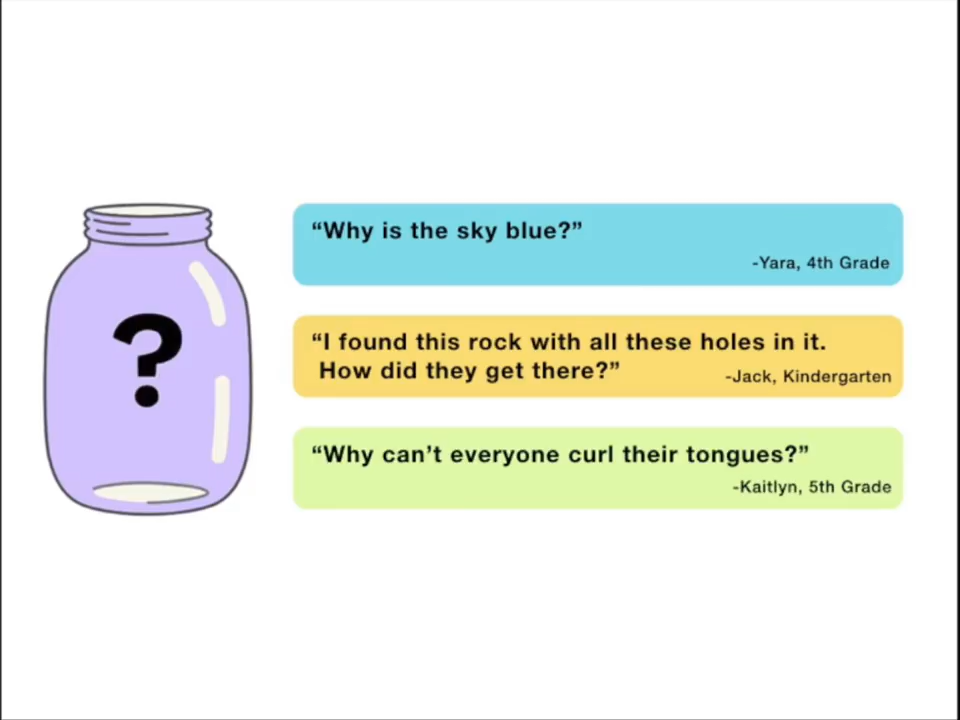 ?
“Why is the sky blue?”
-Yara, 4th Grade
“I found this rock with all these holes in it.
How did they get there?”
-Jack, Kindergarten
“Why can’t everyone curl their tongues?”
-Kaitlyn, 5th Grade